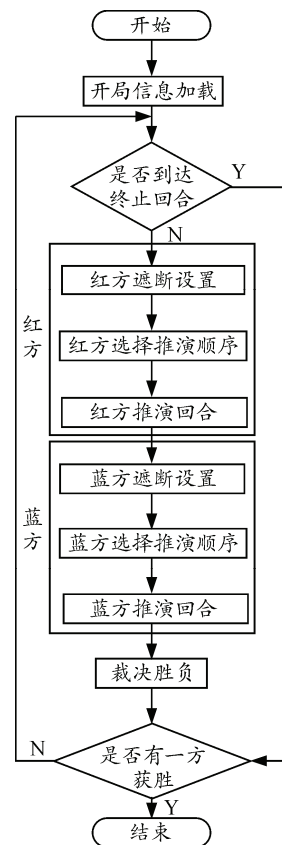 开始
开局信息加载
是否到达
终止回合
Y
N
红方
红方遮断设置
红方选择推演顺序
红方推演回合
蓝方
蓝方遮断设置
蓝方选择推演顺序
蓝方推演回合
裁决胜负
是否有一方
获胜
N
Y
结束